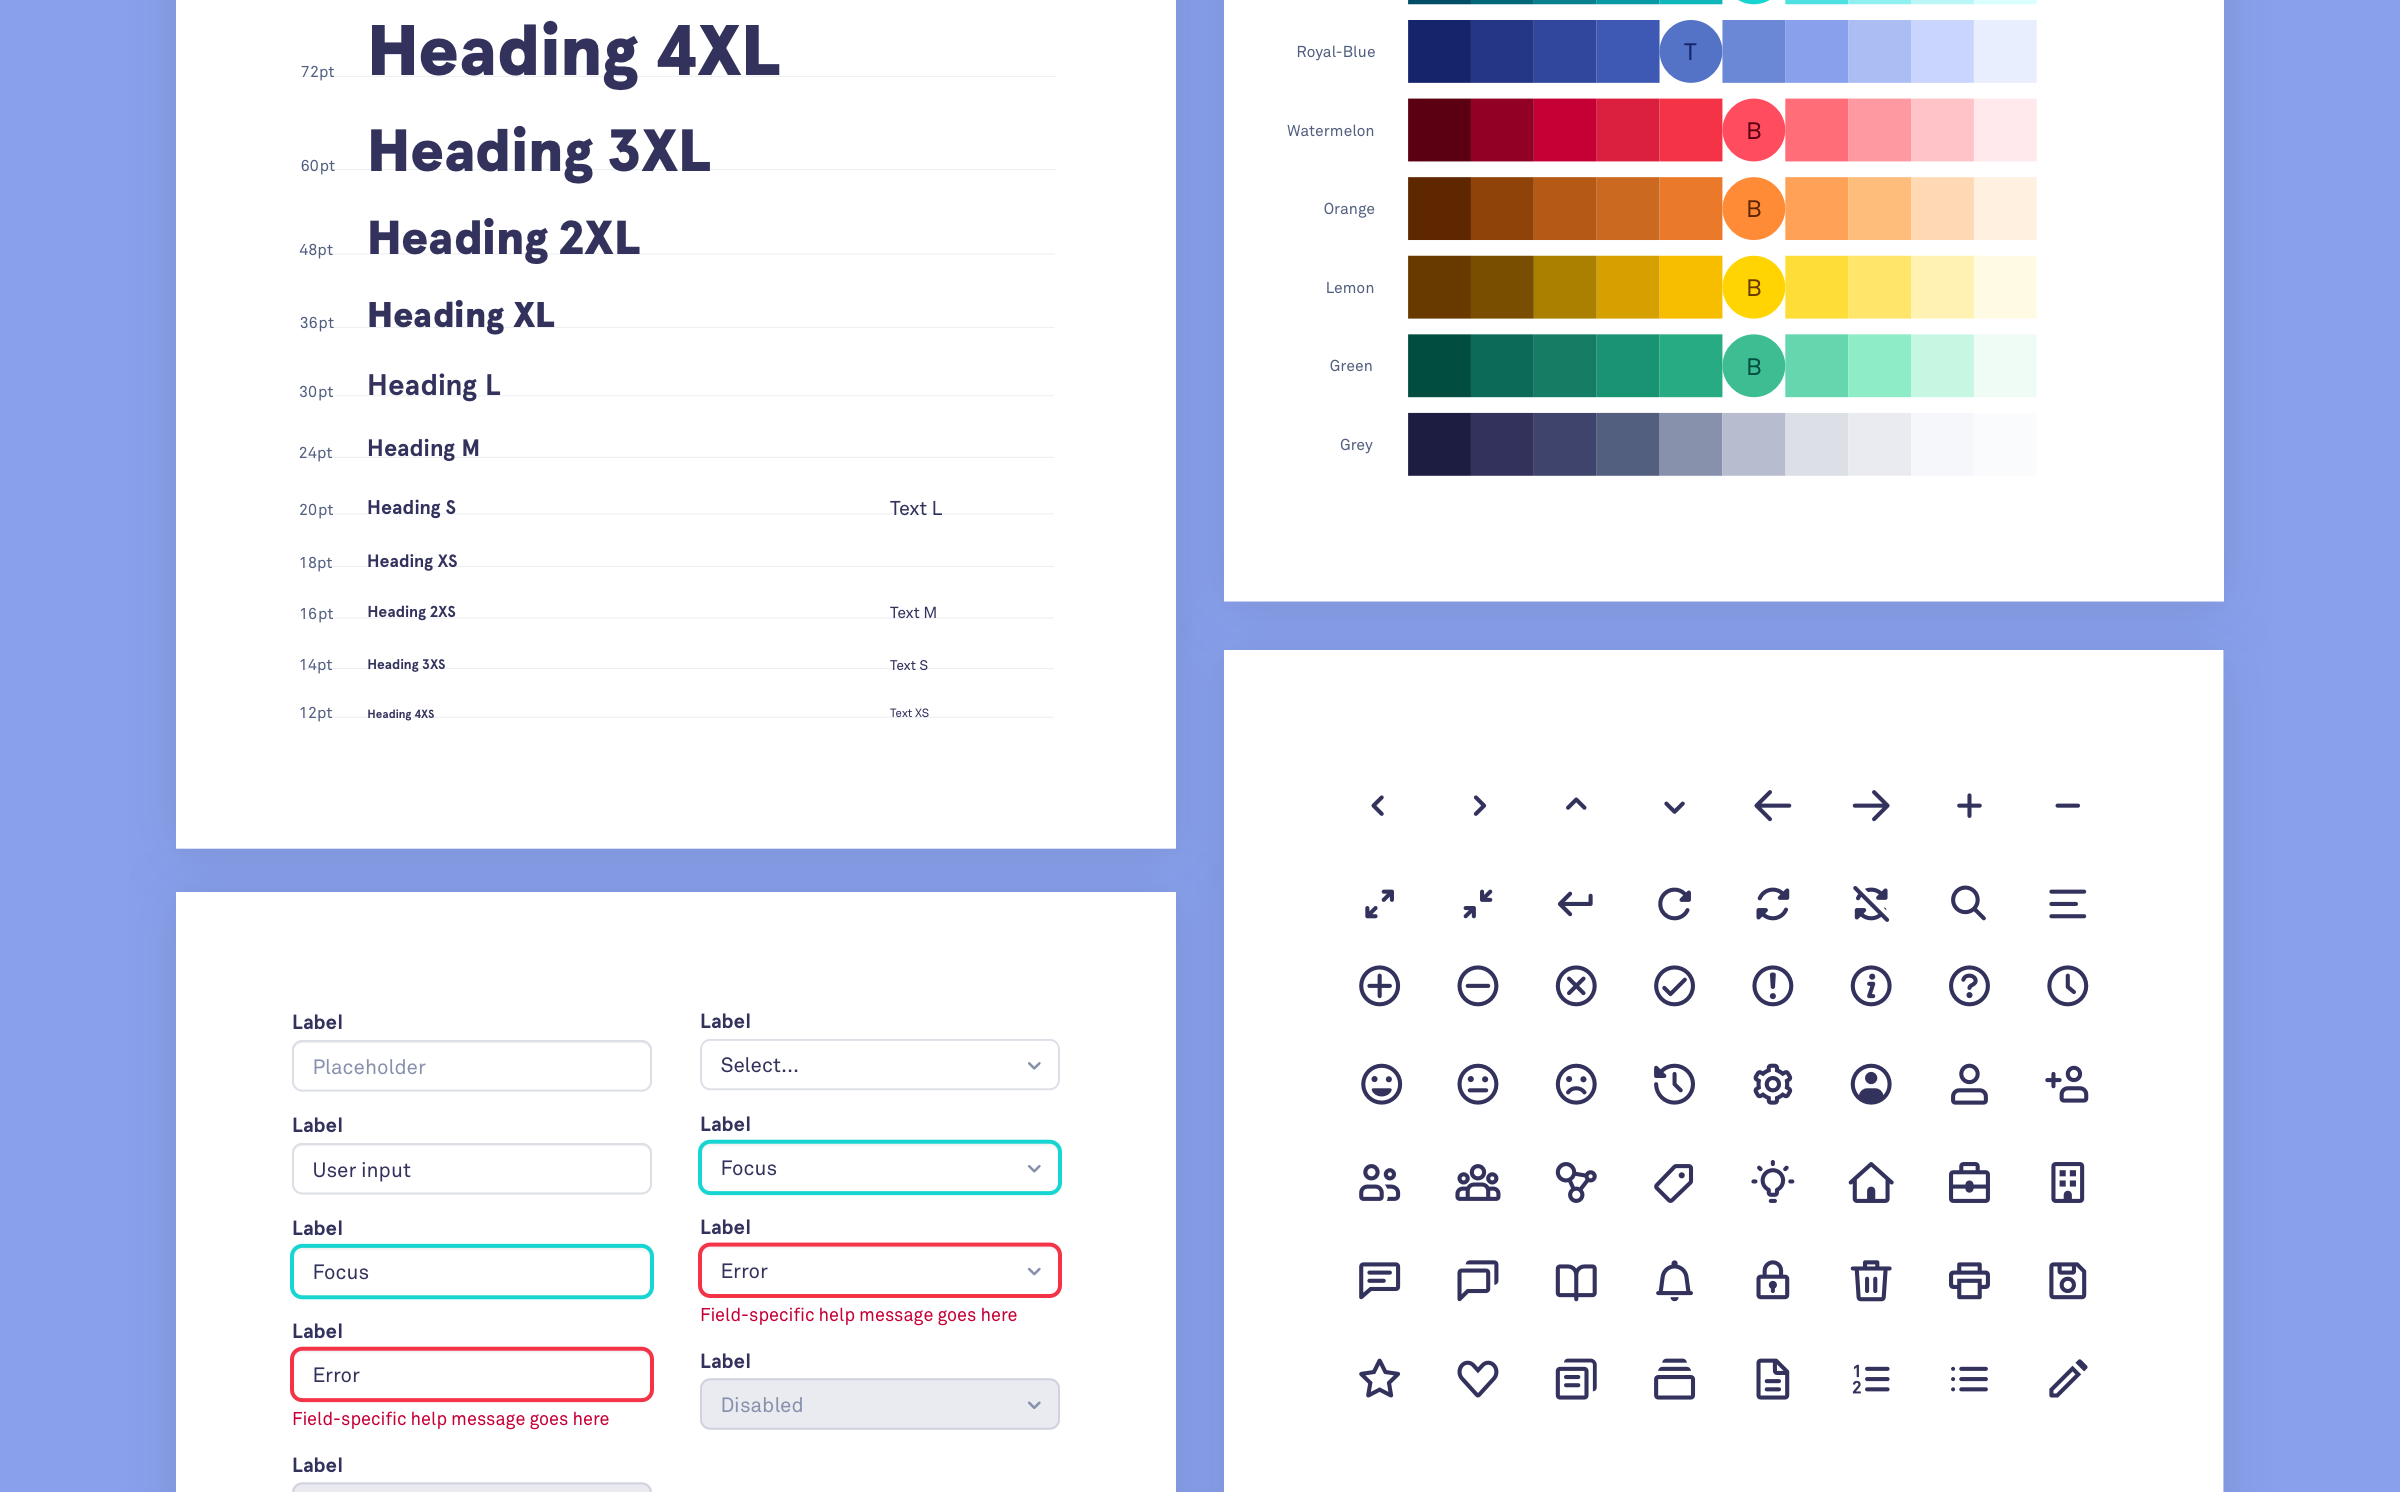 72pt Heading 4XL
60pt Heading 3XL
48pt Heading 2XL
36pt Heading XL
30pt Heading L
24pt Heading M
20pt Heading S Text L
18pt Heading XS
16pt Heading 2XS Text M
14pt Heading 3XS Text S
12pt Heading 4XS Text XS
Royal-Blue T
Watermelon B
Orange B
Lemon B
Green B
Grey
Label
Placeholder
Label
User input
Label
Focus
Label
Error
Field-specific help message goes here
Label
Label
Select...
Label
Focus
Label
Error
Field-specific help message goes here
Label
Disabled
1
2